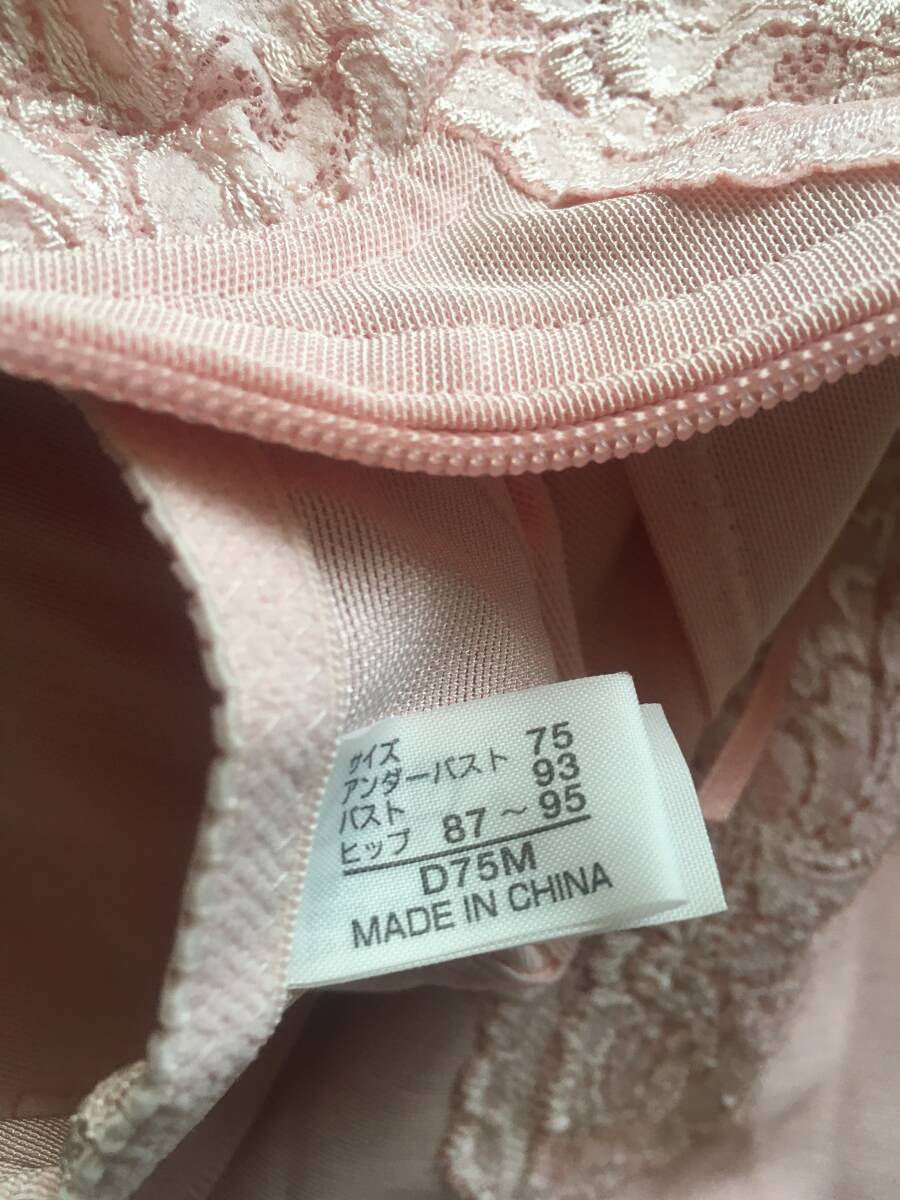 サイズ
アンダーバスト 75
バスト 93
ヒップ 87～95
D75M
MADE IN CHINA